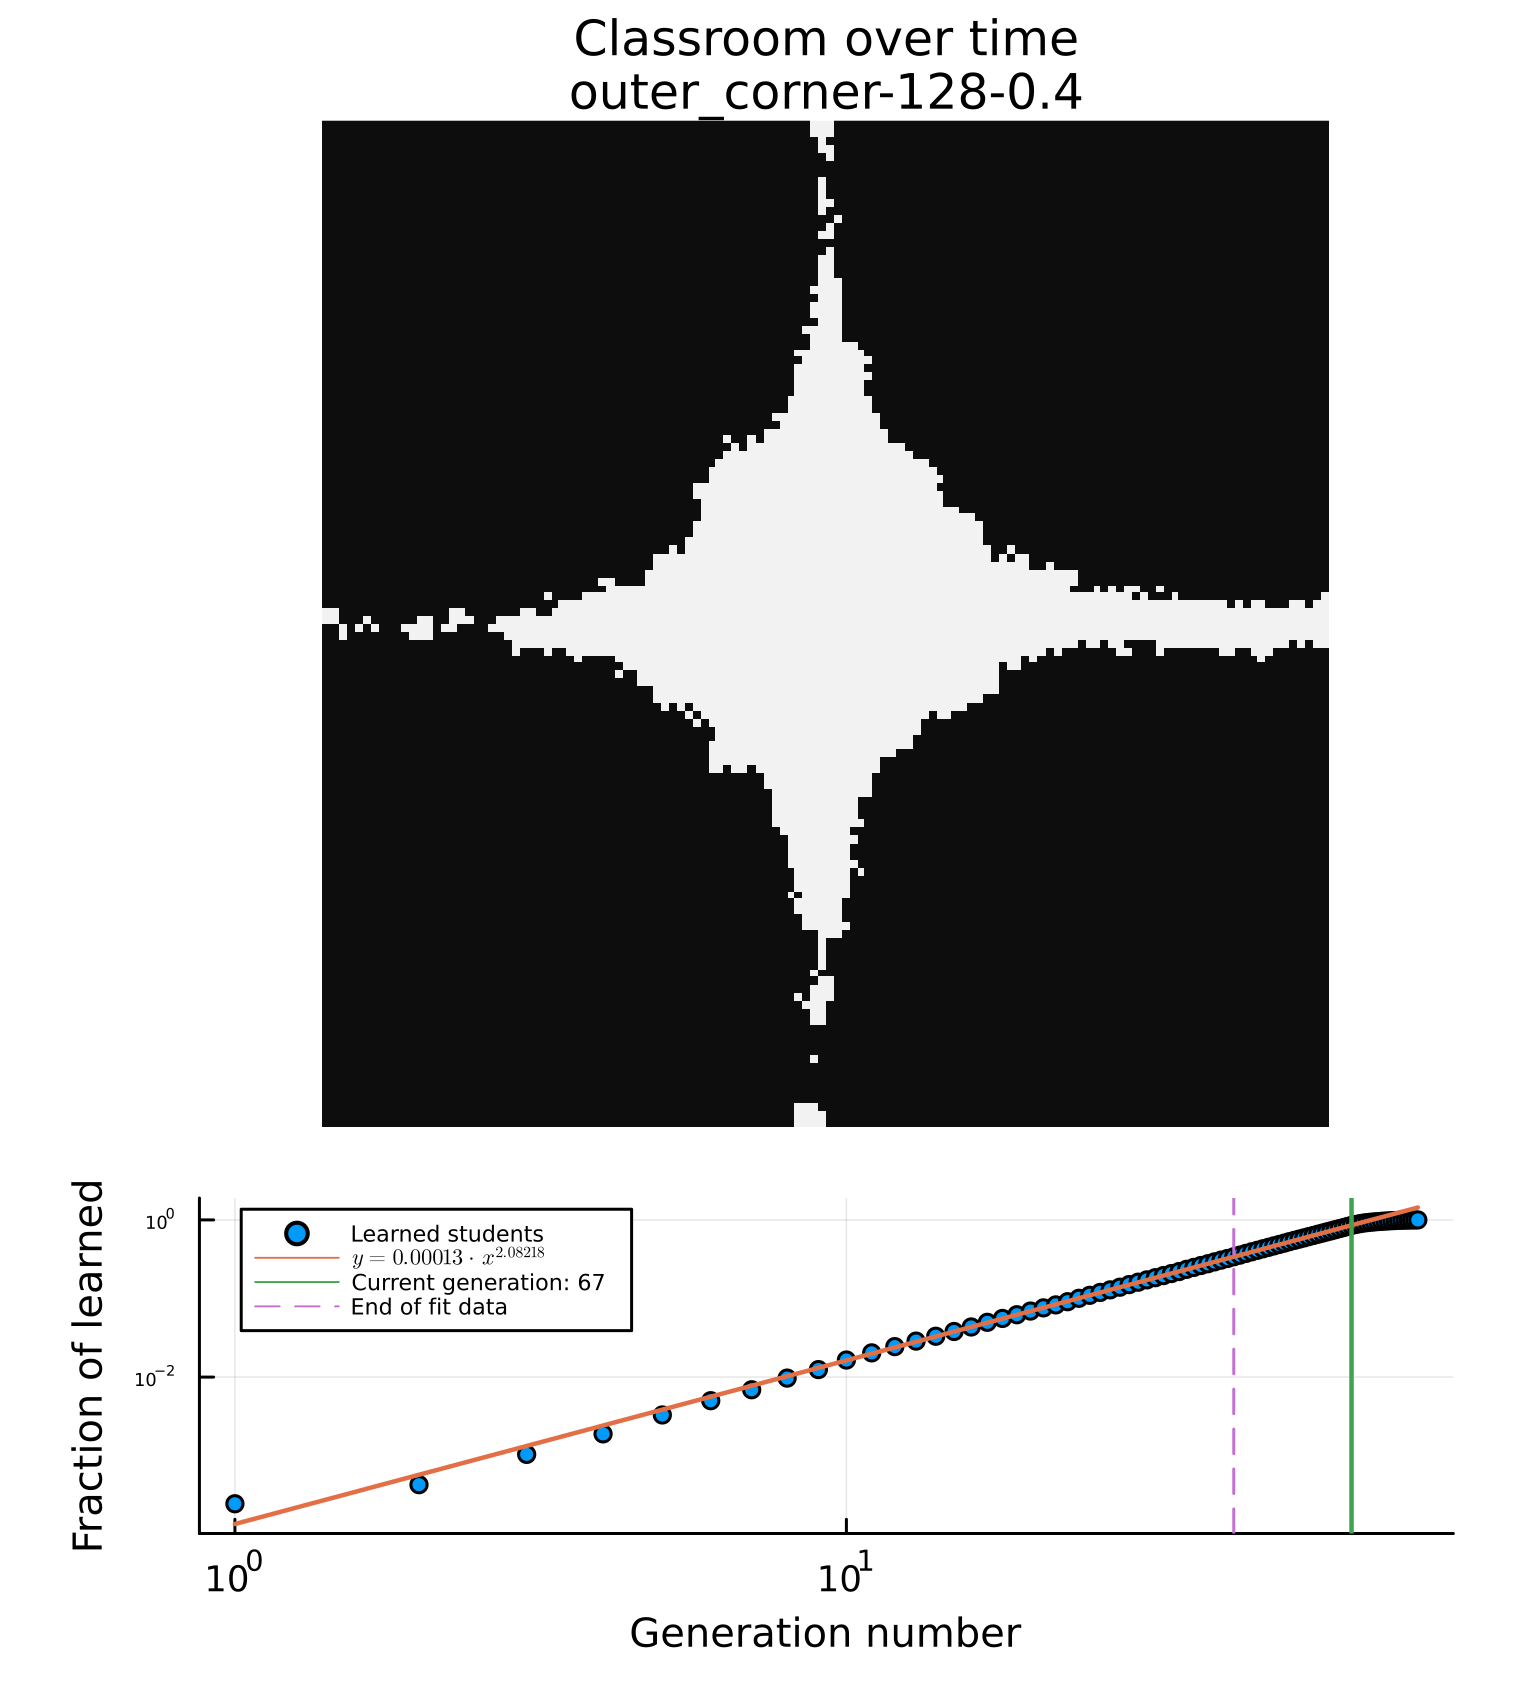 Classroom over time
outer_corner-128-0.4
Fraction of learned
10^0
10^−2
Learned students
y = 0.00013 · x^2.08218
Current generation: 67
End of fit data
10^0
10^1
Generation number